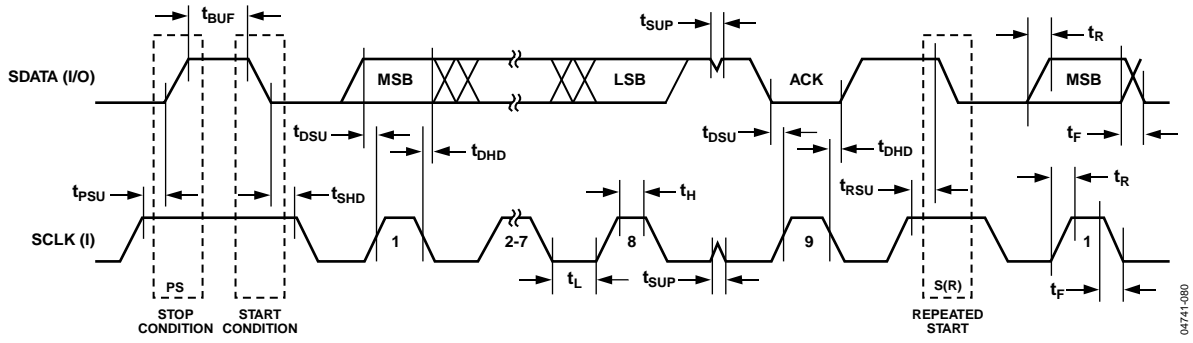 tBUF
tSUP
tR
SDATA (I/O)
MSB
LSB
ACK
MSB
tDSU
tDHD
tDSU
tDHD
tF
tPSU
tSHD
tH
tRSU
tR
SCLK (I)
1
2-7
8
9
1
PS
tL
tSUP
S(R)
tF
STOP
CONDITION
START
CONDITION
REPEATED
START
04741-080